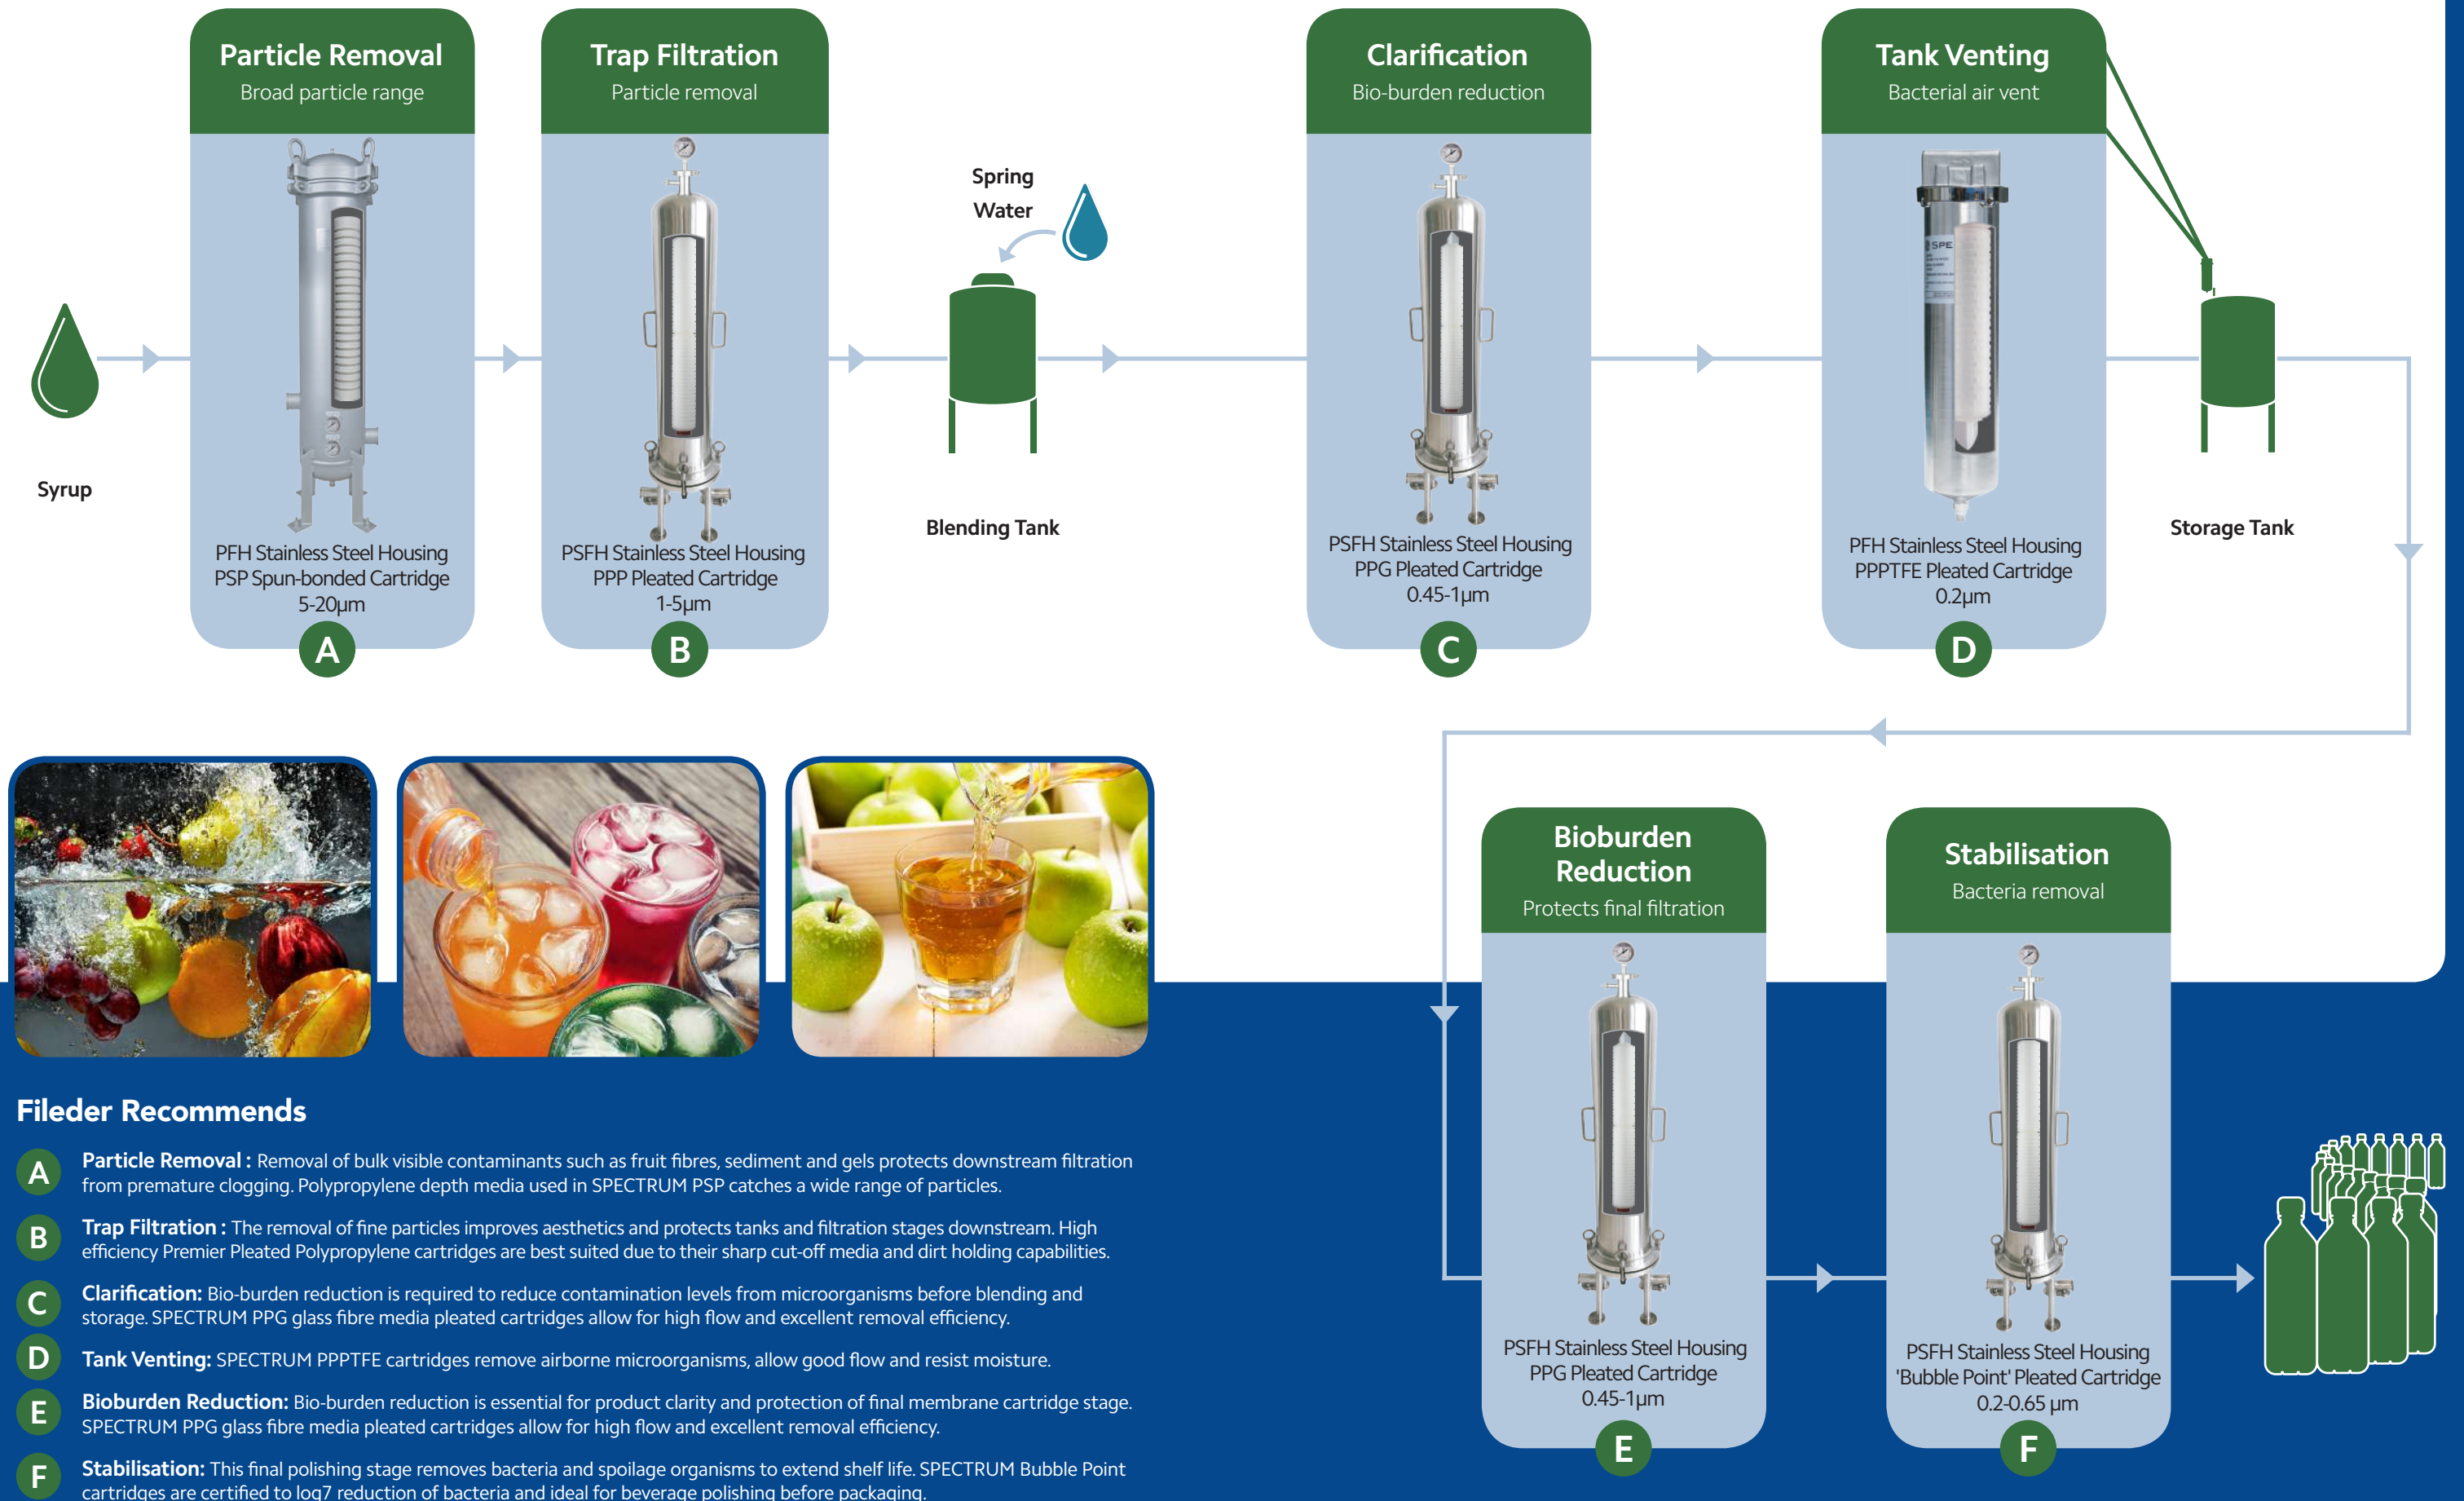 Particle Removal
Broad particle range
Trap Filtration
Particle removal
Clarification
Bio-burden reduction
Tank Venting
Bacterial air vent
Spring
Water
SPE
Syrup
Blending Tank
Storage Tank
PFH Stainless Steel Housing
PSP Spun-bonded Cartridge
5-20µm
A
PSFH Stainless Steel Housing
PPP Pleated Cartridge
1-5µm
B
PSFH Stainless Steel Housing
PPG Pleated Cartridge
0.45-1µm
C
PFH Stainless Steel Housing
PPPTFE Pleated Cartridge
0.2µm
D
Bioburden
Reduction
Protects final filtration
Stabilisation
Bacteria removal
PSFH Stainless Steel Housing
PPG Pleated Cartridge
0.45-1µm
E
PSFH Stainless Steel Housing
'Bubble Point' Pleated Cartridge
0.2-0.65 µm
F
Fileder Recommends
A Particle Removal : Removal of bulk visible contaminants such as fruit fibres, sediment and gels protects downstream filtration
from premature clogging. Polypropylene depth media used in SPECTRUM PSP catches a wide range of particles.
B Trap Filtration : The removal of fine particles improves aesthetics and protects tanks and filtration stages downstream. High
efficiency Premier Pleated Polypropylene cartridges are best suited due to their sharp cut-off media and dirt holding capabilities.
C Clarification: Bio-burden reduction is required to reduce contamination levels from microorganisms before blending and
storage. SPECTRUM PPG glass fibre media pleated cartridges allow for high flow and excellent removal efficiency.
D Tank Venting: SPECTRUM PPPTFE cartridges remove airborne microorganisms, allow good flow and resist moisture.
E Bioburden Reduction: Bio-burden reduction is essential for product clarity and protection of final membrane cartridge stage.
SPECTRUM PPG glass fibre media pleated cartridges allow for high flow and excellent removal efficiency.
F Stabilisation: This final polishing stage removes bacteria and spoilage organisms to extend shelf life. SPECTRUM Bubble Point
cartridges are certified to log7 reduction of bacteria and ideal for beverage polishing before packaging.